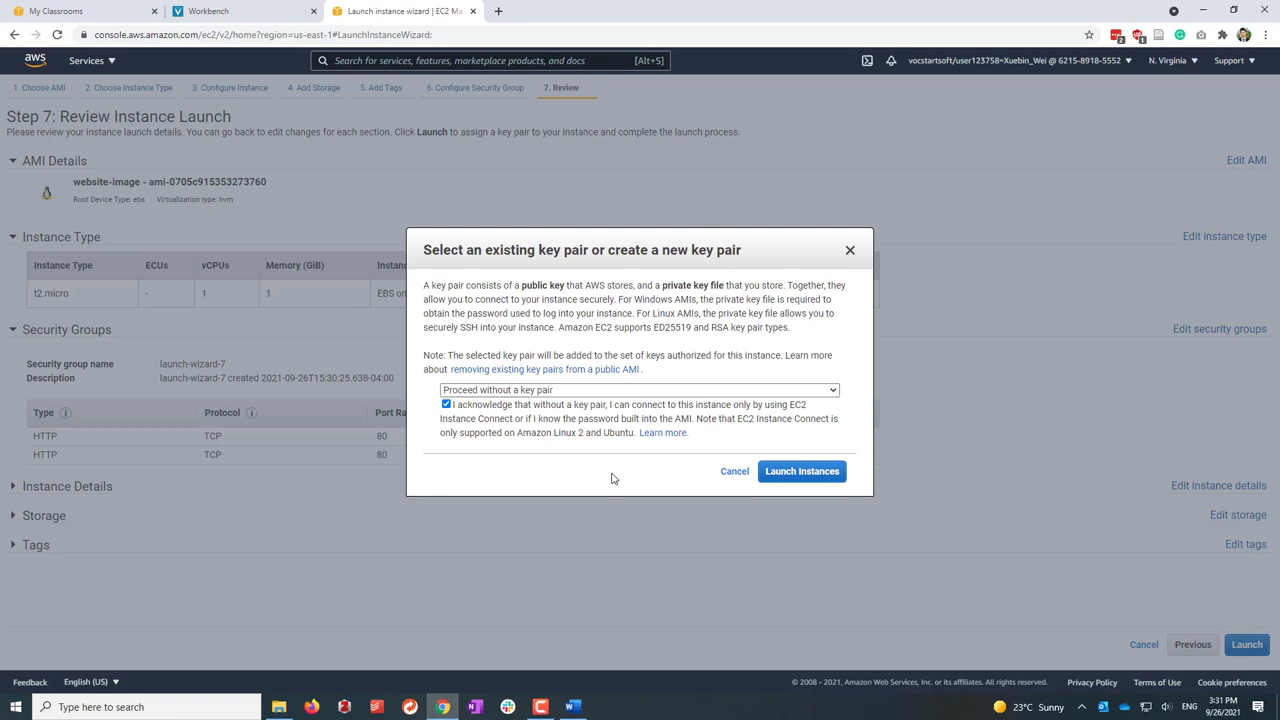 My Classrooms
Workbench
Launch instance wizard | EC2 Ma
console.aws.amazon.com/ec2/v2/home?region=us-east-1#LaunchInstanceWizard:
aws
Services
Search for services, features, marketplace products, and docs
[Alt+S]
vocstartsoft/user123758=Xuebin_Wei @ 6215-8918-5552
N. Virginia
Support
1. Choose AMI
2. Choose Instance Type
3. Configure Instance
4. Add Storage
5. Add Tags
6. Configure Security Group
7. Review
Step 7: Review Instance Launch
Please review your instance launch details. You can go back to edit changes for each section. Click Launch to assign a key pair to your instance and complete the launch process.
AMI Details
Edit AMI
website-image - ami-0705c915353273760
Root Device Type: ebs Virtualization type: hvm
Instance Type
Edit instance type
Instance Type
ECUs
vCPUs
Memory (GiB)
Instanc
t2.micro
-
1
1
EBS on
Security Groups
Edit security groups
Security group name
launch-wizard-7
Description
launch-wizard-7 created 2021-09-26T15:30:25.638-04:00
Type
Protocol
Port Ra
HTTP
TCP
80
HTTP
TCP
80
Instance Details
Edit instance details
Storage
Edit storage
Tags
Edit tags
Select an existing key pair or create a new key pair
A key pair consists of a public key that AWS stores, and a private key file that you store. Together, they
allow you to connect to your instance securely. For Windows AMIs, the private key file is required to
obtain the password used to log into your instance. For Linux AMIs, the private key file allows you to
securely SSH into your instance. Amazon EC2 supports ED25519 and RSA key pair types.
Note: The selected key pair will be added to the set of keys authorized for this instance. Learn more
about removing existing key pairs from a public AMI.
Proceed without a key pair
I acknowledge that without a key pair, I can connect to this instance only by using EC2
Instance Connect or if I know the password built into the AMI. Note that EC2 Instance Connect is
only supported on Amazon Linux 2 and Ubuntu. Learn more.
Cancel
Launch Instances
Cancel
Previous
Launch
Feedback
English (US)
© 2008 - 2021, Amazon Web Services, Inc. or its affiliates. All rights reserved.
Privacy Policy
Terms of Use
Cookie preferences
Type here to search
23°C Sunny
ENG
3:31 PM
9/26/2021